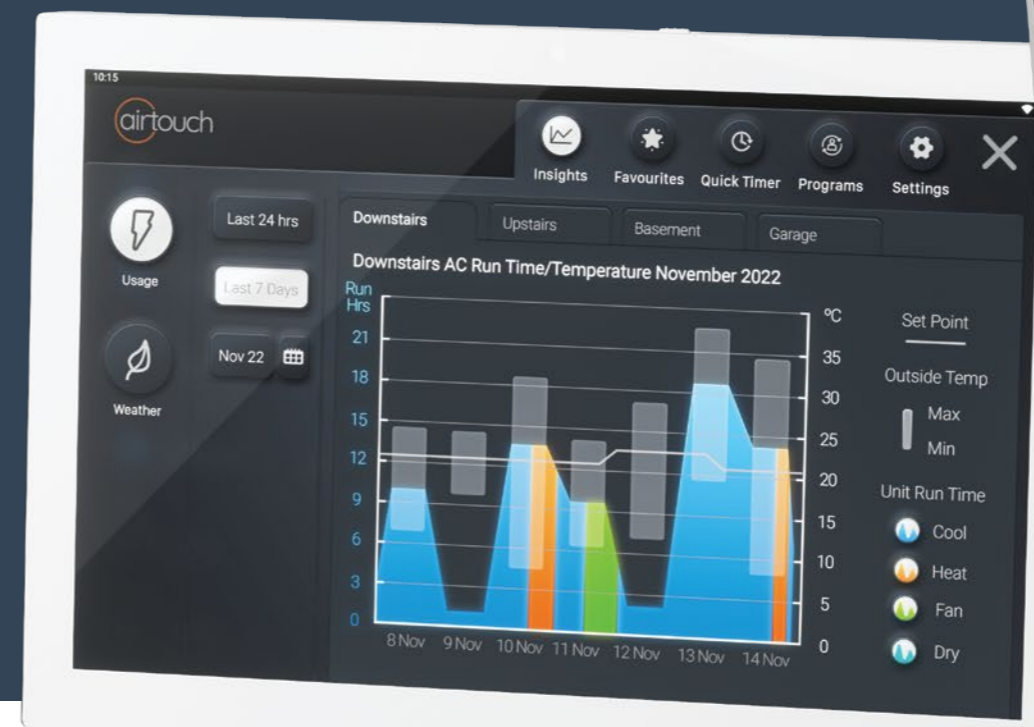 10:15
airtouch
Insights
Favourites
Quick Timer
Programs
Settings
Usage
Weather
Last 24 hrs
Last 7 Days
Nov 22
Downstairs
Upstairs
Basement
Garage
Downstairs AC Run Time/Temperature November 2022
Run
Hrs
21
18
15
12
9
6
3
0
8 Nov
9 Nov
10 Nov
11 Nov
12 Nov
13 Nov
14 Nov
ºC
35
30
25
20
15
10
5
0
Set Point
Outside Temp
Max
Min
Unit Run Time
Cool
Heat
Fan
Dry